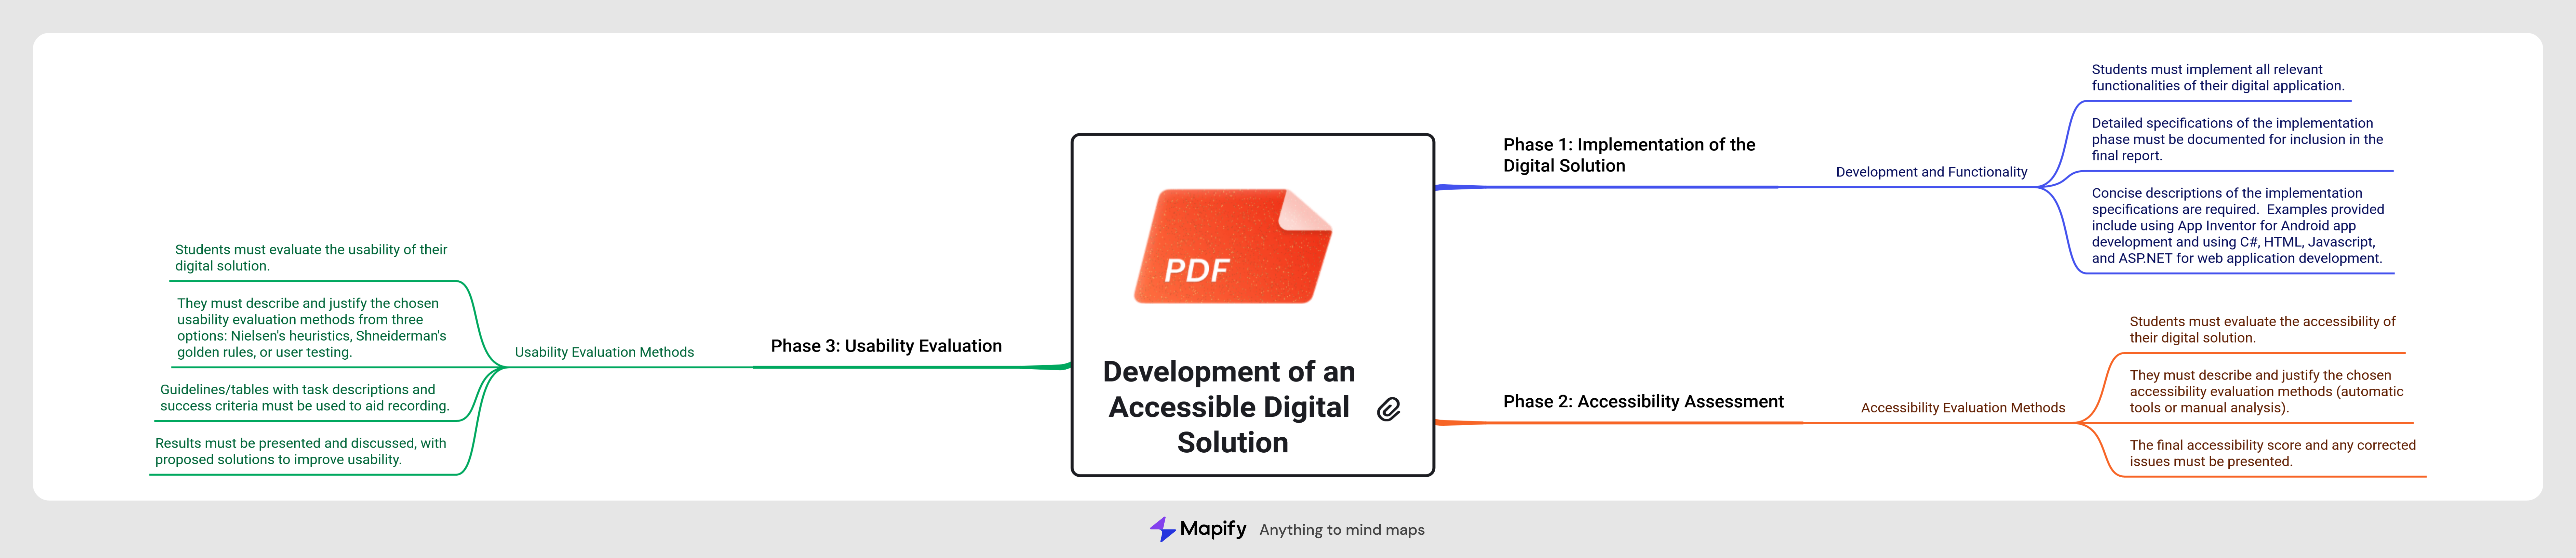 PDF
Development of an
Accessible Digital
Solution
Phase 1: Implementation of the
Digital Solution
Development and Functionality
Students must implement all relevant
functionalities of their digital application.
Detailed specifications of the implementation
phase must be documented for inclusion in the
final report.
Concise descriptions of the implementation
specifications are required.  Examples provided
include using App Inventor for Android app
development and using C#, HTML, Javascript,
and ASP.NET for web application development.
Phase 2: Accessibility Assessment
Accessibility Evaluation Methods
Students must evaluate the accessibility of
their digital solution.
They must describe and justify the chosen
accessibility evaluation methods (automatic
tools or manual analysis).
The final accessibility score and any corrected
issues must be presented.
Phase 3: Usability Evaluation
Usability Evaluation Methods
Students must evaluate the usability of their
digital solution.
They must describe and justify the chosen
usability evaluation methods from three
options: Nielsen's heuristics, Shneiderman's
golden rules, or user testing.
Guidelines/tables with task descriptions and
success criteria must be used to aid recording.
Results must be presented and discussed, with
proposed solutions to improve usability.
Mapify Anything to mind maps